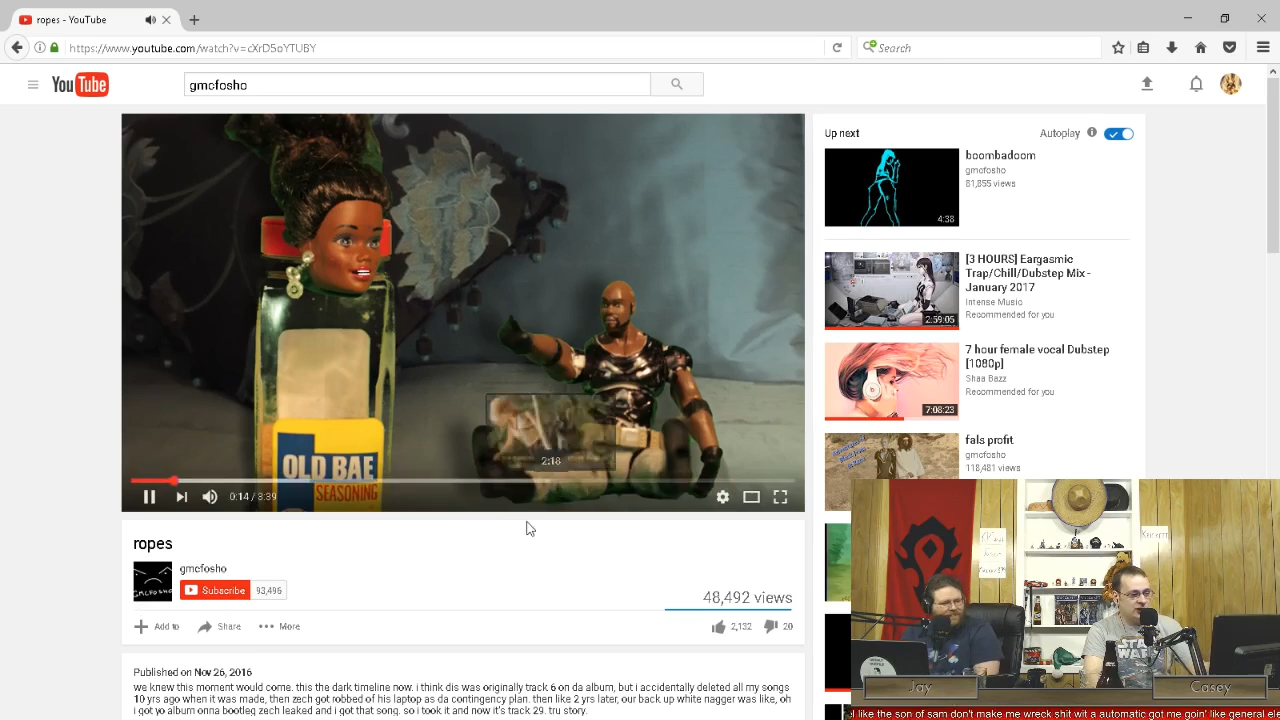 ropes - YouTube
https://www.youtube.com/watch?v=cXrD5oYTUBY
Search
YouTube
gmcfosho
OLD BAE
SEASONING
2:18
0:14 / 3:39
ropes
gmcfosho
Subscribe 93,496
48,492 views
Add to Share More
2,132 20
Published on Nov 26, 2016
we knew this moment would come. this the dark timeline now. i think dis was originally track 6 on da album, but i accidentally deleted all my songs
10 yrs ago when it was made, then zech got robbed of his laptop as da contingency plan. then like 2 yrs later, our back up white nagger was like, oh
i got yo album onna bootleg zech leaked and i got that song. so i took it and now it's track 29. tru story.
Up next
Autoplay
boombadoom
gmcfosho
81,855 views
4:38
[3 HOURS] Eargasmic
Trap/Chill/Dubstep Mix -
January 2017
Intense Music
Recommended for you
2:59:05
7 hour female vocal Dubstep
[1080p]
Shaa Bazz
Recommended for you
7:08:23
fals profit
gmcfosho
118,481 views
STAR
WARS
Jay
Casey
like the son of sam don't make me wreck shit wit a automatic got me goin' like general